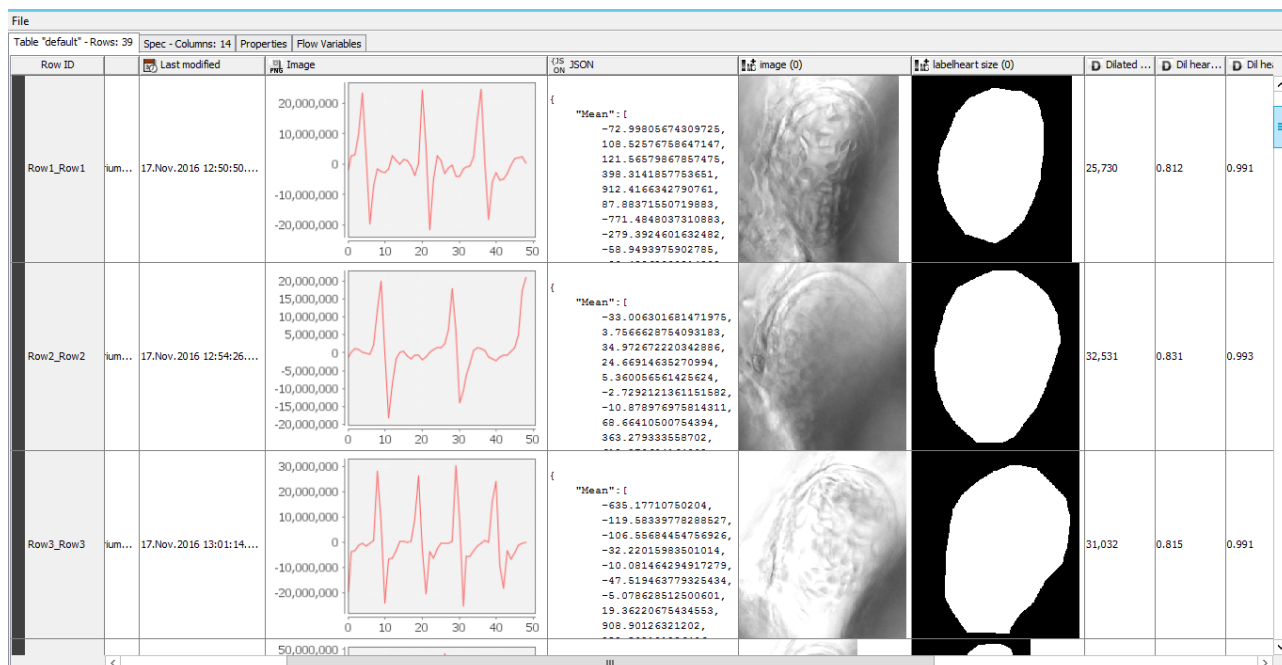 File
Table "default" - Rows: 39 Spec - Columns: 14 Properties Flow Variables
Row ID Last modified Image JSON image (0) labelheart size (0) D Dilated ... D Dil hear... D Dil hea
Row1_Row1
rium... 17.Nov.2016 12:50:50....
20,000,000
10,000,000
0
-10,000,000
-20,000,000
0 10 20 30 40 50
{
"Mean":[
-72.99805674309725,
108.52576758647147,
121.56579867857475,
398.3141857753651,
912.4166342790761,
87.88371550719883,
-771.4848037310883,
-279.3924601632482,
-58.9493975902785,
25,730 0.812 0.991
Row2_Row2
rium... 17.Nov.2016 12:54:26....
20,000,000
15,000,000
10,000,000
5,000,000
0
-5,000,000
-10,000,000
-15,000,000
-20,000,000
0 10 20 30 40 50
{
"Mean":[
-33.006301681471975,
3.7566628754093183,
34.972672220342886,
24.66914635270994,
5.360056561425624,
-2.7292121361151582,
-10.878976975814311,
68.66410500754394,
363.279333558702,
32,531 0.831 0.993
Row3_Row3
rium... 17.Nov.2016 13:01:14....
30,000,000
20,000,000
10,000,000
0
-10,000,000
-20,000,000
0 10 20 30 40 50
{
"Mean":[
-635.17710750204,
-119.58339778288527,
-106.55684454756926,
-32.22015983501014,
-10.081464294917279,
-47.519463779325434,
-5.078628512500601,
19.36220675434553,
908.90126321202,
31,032 0.815 0.991
50,000,000